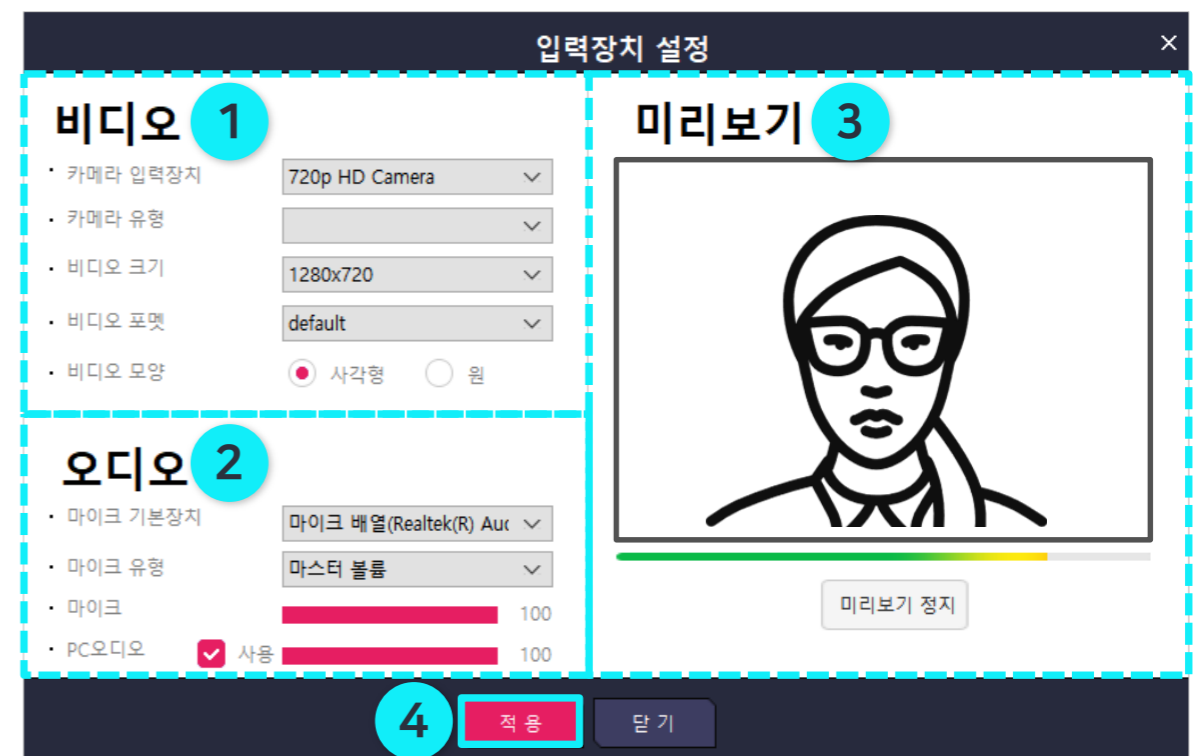 입력장치 설정
비디오 1
· 카메라 입력장치 720p HD Camera
· 카메라 유형
· 비디오 크기 1280x720
· 비디오 포멧 default
· 비디오 모양 사각형 원
오디오 2
· 마이크 기본장치 마이크 배열(Realtek(R) Auc
· 마이크 유형 마스터 볼륨
· 마이크 100
· PC오디오 사용 100
미리보기 3
미리보기 정지
4 적 용 닫 기